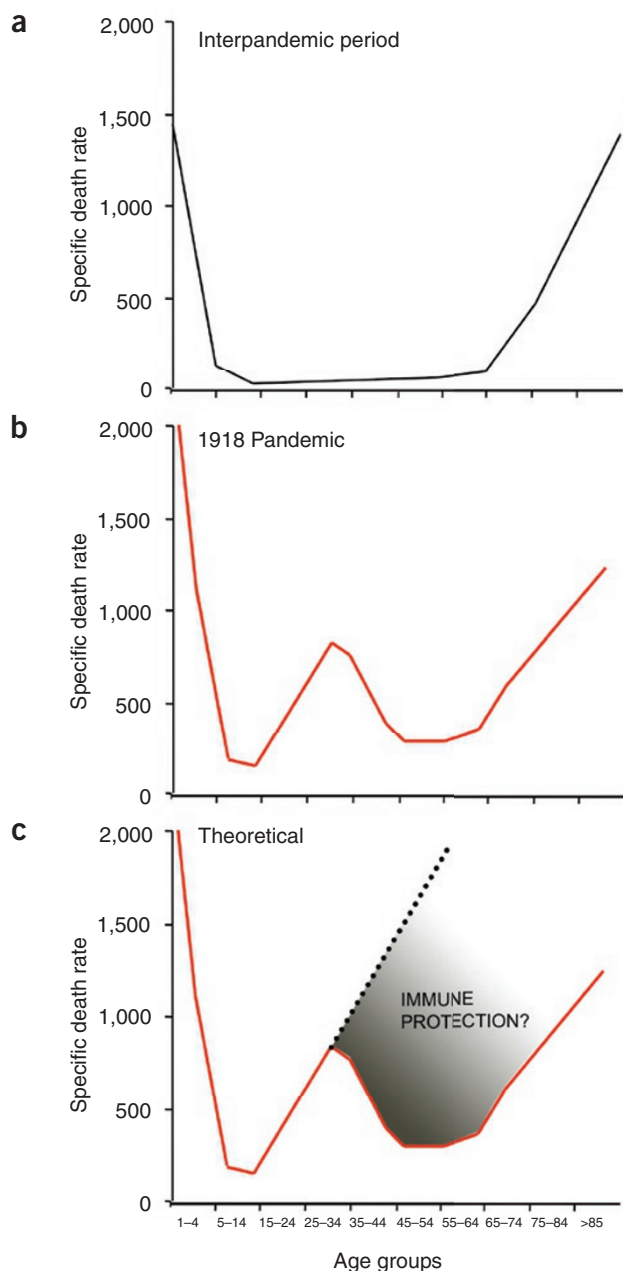 a
Interpandemic period
Specific death rate
2,000
1,500
1,000
500
0
b
1918 Pandemic
Specific death rate
2,000
1,500
1,000
500
0
c
Theoretical
Specific death rate
2,000
1,500
1,000
500
0
IMMUNE
PROTECTION?
1–4 5–14 15–24 25–34 35–44 45–54 55–64 65–74 75–84 >85
Age groups